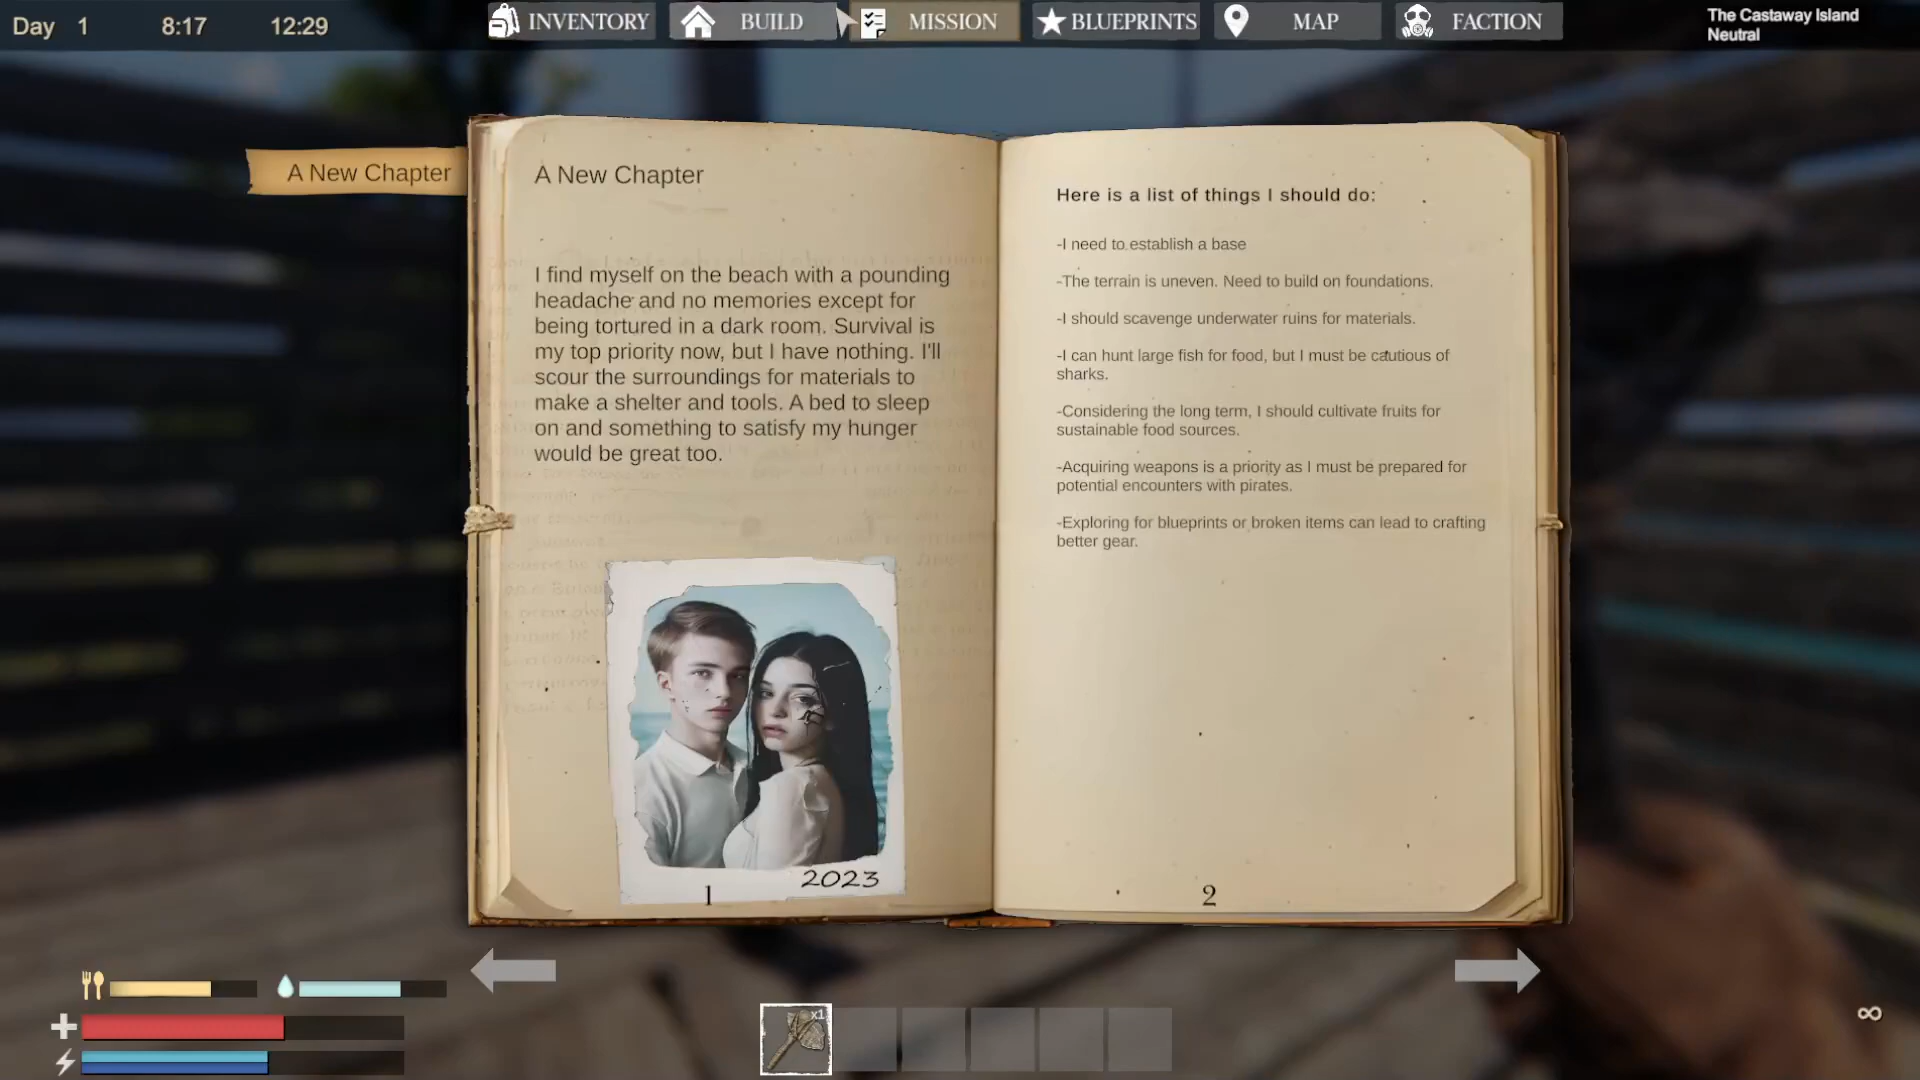 Day 1 8:17 12:29
INVENTORY BUILD MISSION BLUEPRINTS MAP FACTION
The Castaway Island
Neutral
A New Chapter
A New Chapter
I find myself on the beach with a pounding
headache and no memories except for
being tortured in a dark room. Survival is
my top priority now, but I have nothing. I'll
scour the surroundings for materials to
make a shelter and tools. A bed to sleep
on and something to satisfy my hunger
would be great too.
2023
1
Here is a list of things I should do:
-I need to establish a base
-The terrain is uneven. Need to build on foundations.
-I should scavenge underwater ruins for materials.
-I can hunt large fish for food, but I must be cautious of
sharks.
-Considering the long term, I should cultivate fruits for
sustainable food sources.
-Acquiring weapons is a priority as I must be prepared for
potential encounters with pirates.
-Exploring for blueprints or broken items can lead to crafting
better gear.
2
x1
∞